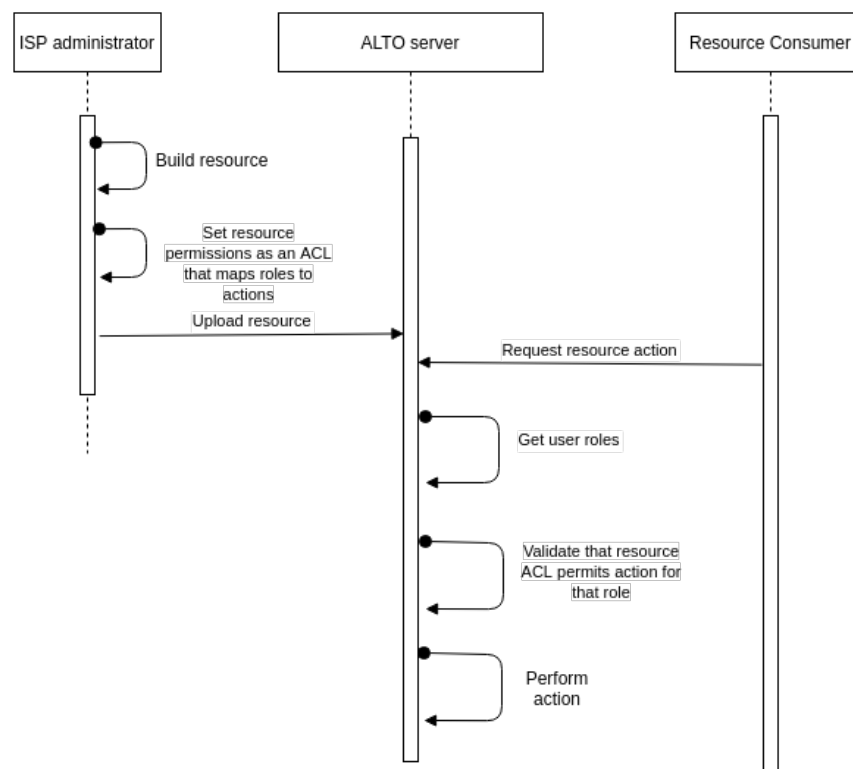 ISP administrator
ALTO server
Resource Consumer
Build resource
Set resource
permissions as an ACL
that maps roles to
actions
Upload resource
Request resource action
Get user roles
Validate that resource
ACL permits action for
that role
Perform
action